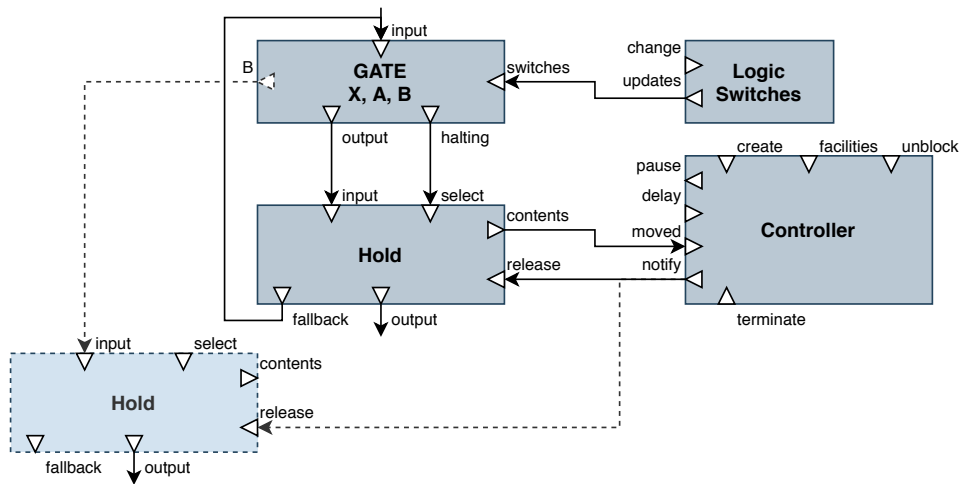 input
B
GATE
X, A, B
switches
output
halting
change
updates
Logic
Switches
input
select
contents
Hold
release
fallback
output
create
facilities
unblock
pause
delay
moved
notify
Controller
terminate
input
select
contents
Hold
release
fallback
output